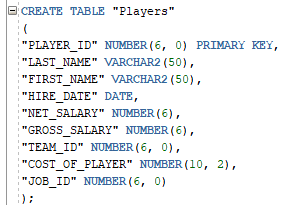 CREATE TABLE "Players"
(
"PLAYER_ID" NUMBER(6, 0) PRIMARY KEY,
"LAST_NAME" VARCHAR2(50),
"FIRST_NAME" VARCHAR2(50),
"HIRE_DATE" DATE,
"NET_SALARY" NUMBER(6),
"GROSS_SALARY" NUMBER(6),
"TEAM_ID" NUMBER(6, 0),
"COST_OF_PLAYER" NUMBER(10, 2),
"JOB_ID" NUMBER(6, 0)
);